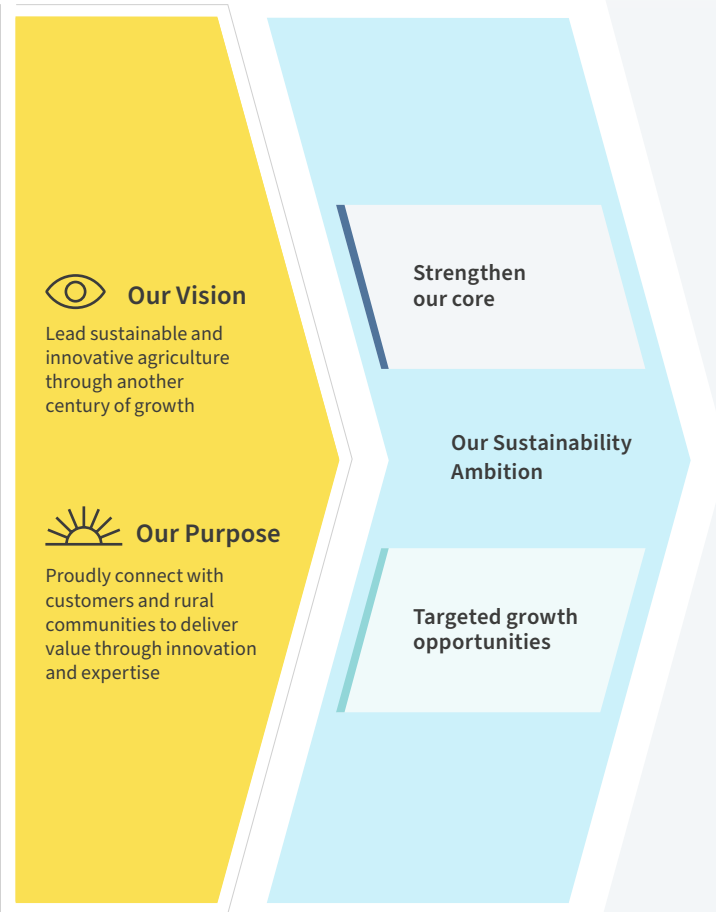 Our Vision
Lead sustainable and
innovative agriculture
through another
century of growth
Our Purpose
Proudly connect with
customers and rural
communities to deliver
value through innovation
and expertise
Strengthen
our core
Our Sustainability
Ambition
Targeted growth
opportunities